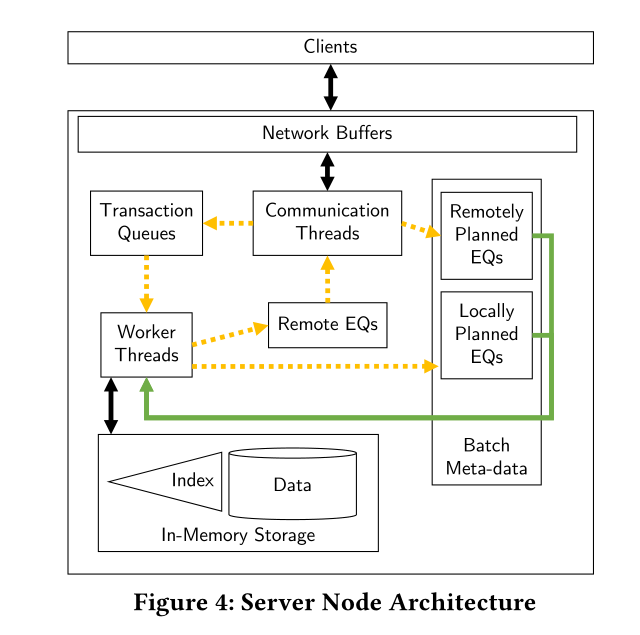 Clients
Network Buffers
Transaction
Queues
Communication
Threads
Remotely
Planned
EQs
Worker
Threads
Remote EQs
Locally
Planned
EQs
Batch
Meta-data
Index
Data
In-Memory Storage
Figure 4: Server Node Architecture